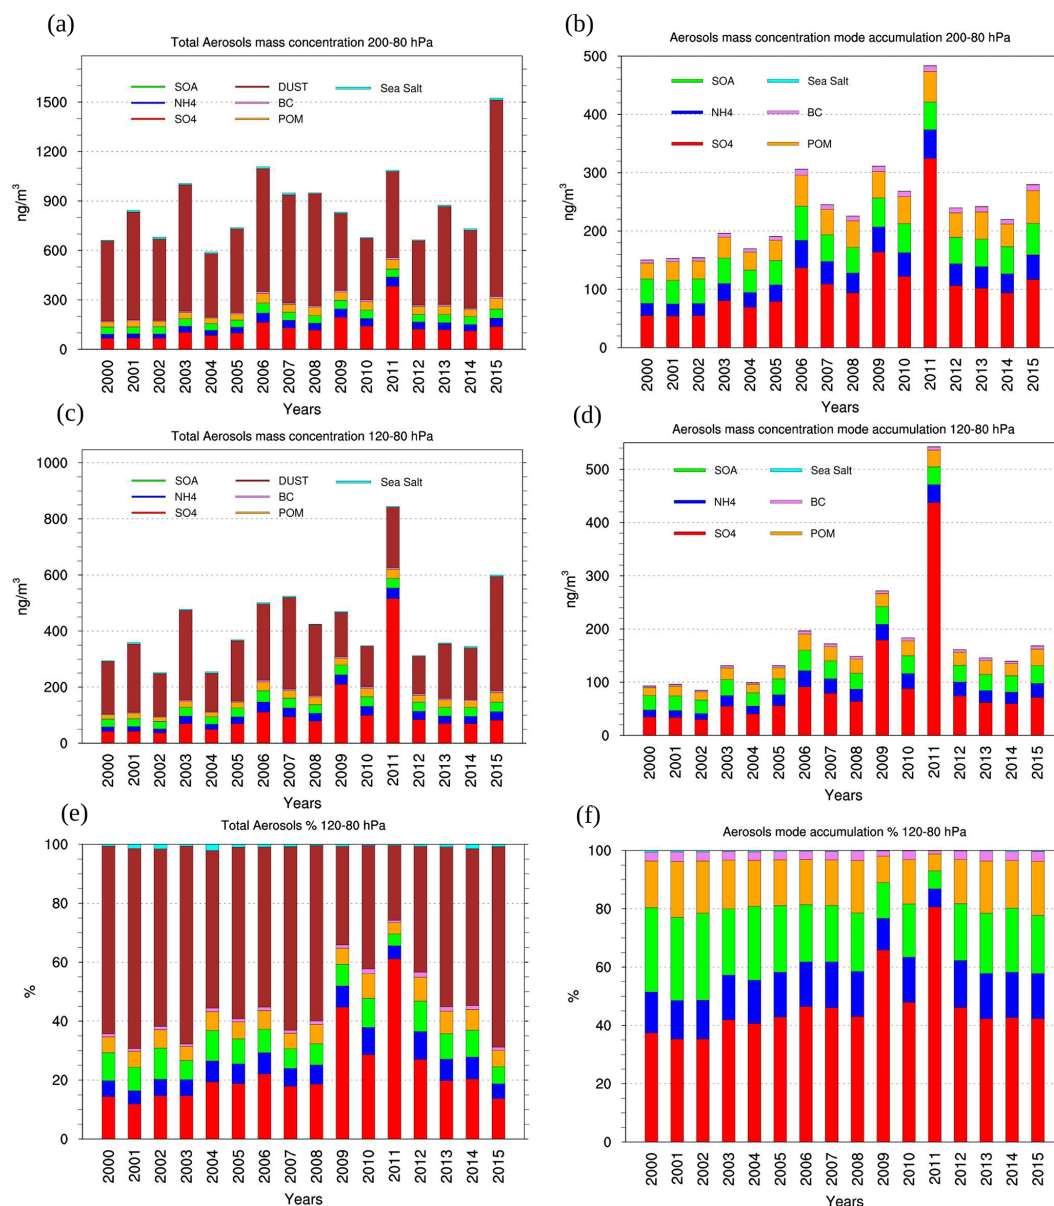 (a)
Total Aerosols mass concentration 200-80 hPa
SOA DUST Sea Salt
NH4 BC
SO4 POM
ng/m³
1500
1200
900
600
300
0
2000 2001 2002 2003 2004 2005 2006 2007 2008 2009 2010 2011 2012 2013 2014 2015
Years
(b)
Aerosols mass concentration mode accumulation 200-80 hPa
SOA Sea Salt
NH4 BC
SO4 POM
ng/m³
500
400
300
200
100
0
2000 2001 2002 2003 2004 2005 2006 2007 2008 2009 2010 2011 2012 2013 2014 2015
Years
(c)
Total Aerosols mass concentration 120-80 hPa
SOA DUST Sea Salt
NH4 BC
SO4 POM
ng/m³
1000
800
600
400
200
0
2000 2001 2002 2003 2004 2005 2006 2007 2008 2009 2010 2011 2012 2013 2014 2015
Years
(d)
Aerosols mass concentration mode accumulation 120-80 hPa
SOA Sea Salt
NH4 BC
SO4 POM
ng/m³
500
400
300
200
100
0
2000 2001 2002 2003 2004 2005 2006 2007 2008 2009 2010 2011 2012 2013 2014 2015
Years
(e)
Total Aerosols % 120-80 hPa
%
100
80
60
40
20
0
2000 2001 2002 2003 2004 2005 2006 2007 2008 2009 2010 2011 2012 2013 2014 2015
Years
(f)
Aerosols mode accumulation % 120-80 hPa
%
100
80
60
40
20
0
2000 2001 2002 2003 2004 2005 2006 2007 2008 2009 2010 2011 2012 2013 2014 2015
Years